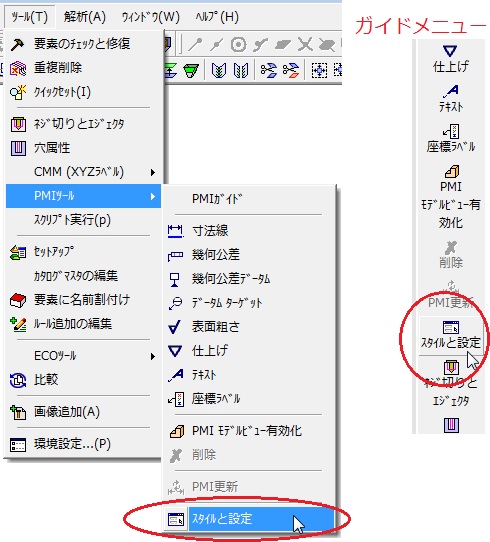 ﾂｰﾙ(T) 解析(A) ｳｨﾝﾄﾞｳ(W) ﾍﾙﾌﾟ(H)
要素のﾁｪｯｸと修復
重複削除
ｸｲｯｸｾｯﾄ(I)
ﾈｼﾞ切りとｴｼﾞｪｸﾀ
穴属性
CMM (XYZﾗﾍﾞﾙ)
PMIﾂｰﾙ
ｽｸﾘﾌﾟﾄ実行(p)
ｾｯﾄｱｯﾌﾟ
ｶﾀﾛｸﾞﾏｽﾀの編集
要素に名前割付け
ﾙｰﾙ追加の編集
ECOﾂｰﾙ
比較
画像追加(A)
環境設定...(P)
PMIｶﾞｲﾄﾞ
寸法線
幾何公差
幾何公差ﾃﾞｰﾀﾑ
ﾃﾞｰﾀﾑ ﾀｰｹﾞｯﾄ
表面粗さ
仕上げ
ﾃｷｽﾄ
座標ﾗﾍﾞﾙ
PMI ﾓﾃﾞﾙﾋﾞｭｰ有効化
削除
PMI更新
ｽﾀｲﾙと設定
ガイドメニュー
仕上げ
ﾃｷｽﾄ
座標ﾗﾍﾞﾙ
PMI
ﾓﾃﾞﾙﾋﾞｭｰ有
効化
削除
PMI更新
ｽﾀｲﾙと設定
ﾈｼﾞ切りと
ｴｼﾞｪｸﾀ